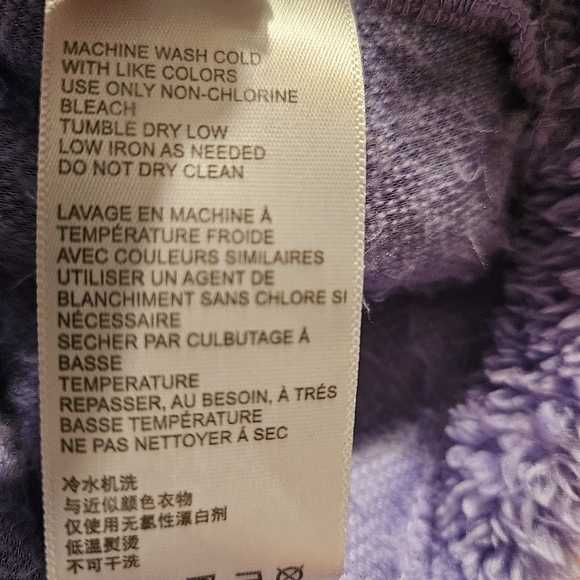 MACHINE WASH COLD
WITH LIKE COLORS
USE ONLY NON-CHLORINE
BLEACH
TUMBLE DRY LOW
LOW IRON AS NEEDED
DO NOT DRY CLEAN
LAVAGE EN MACHINE À
TEMPÉRATURE FROIDE
AVEC COULEURS SIMILAIRES
UTILISER UN AGENT DE
BLANCHIMENT SANS CHLORE SI
NÉCESSAIRE
SECHER PAR CULBUTAGE À
BASSE
TEMPERATURE
REPASSER, AU BESOIN, À TRÉS
BASSE TEMPÉRATURE
NE PAS NETTOYER Á SEC
冷水机洗
与近似颜色衣物
仅使用无氯性漂白剂
低温熨烫
不可干洗